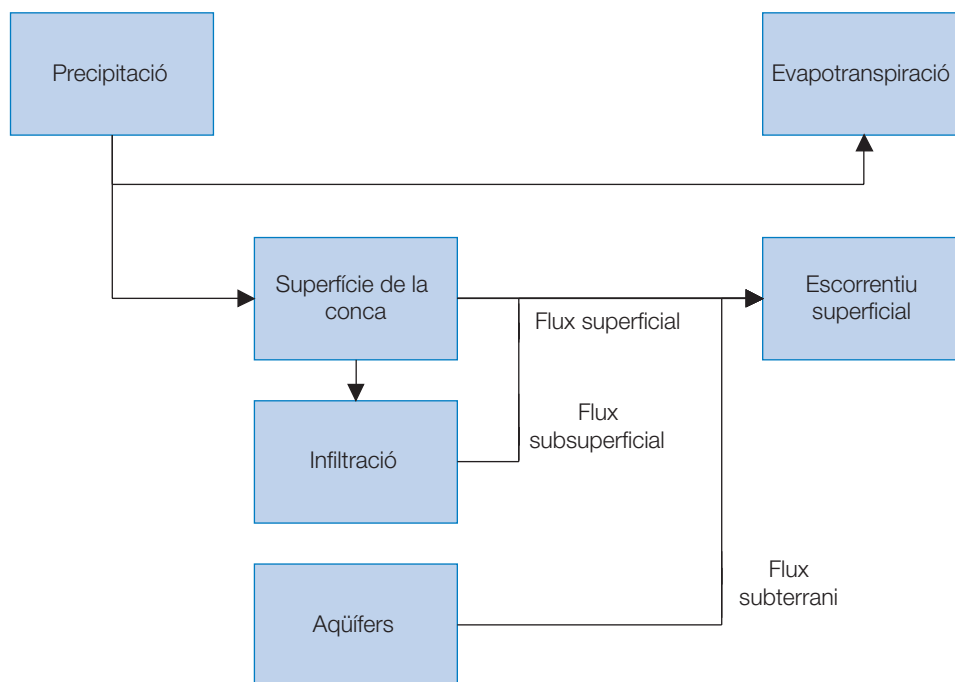 Precipitació
Evapotranspiració
Superfície de la
conca
Escorrentiu
superficial
Flux superficial
Flux
subsuperficial
Infiltració
Flux
subterrani
Aqüífers